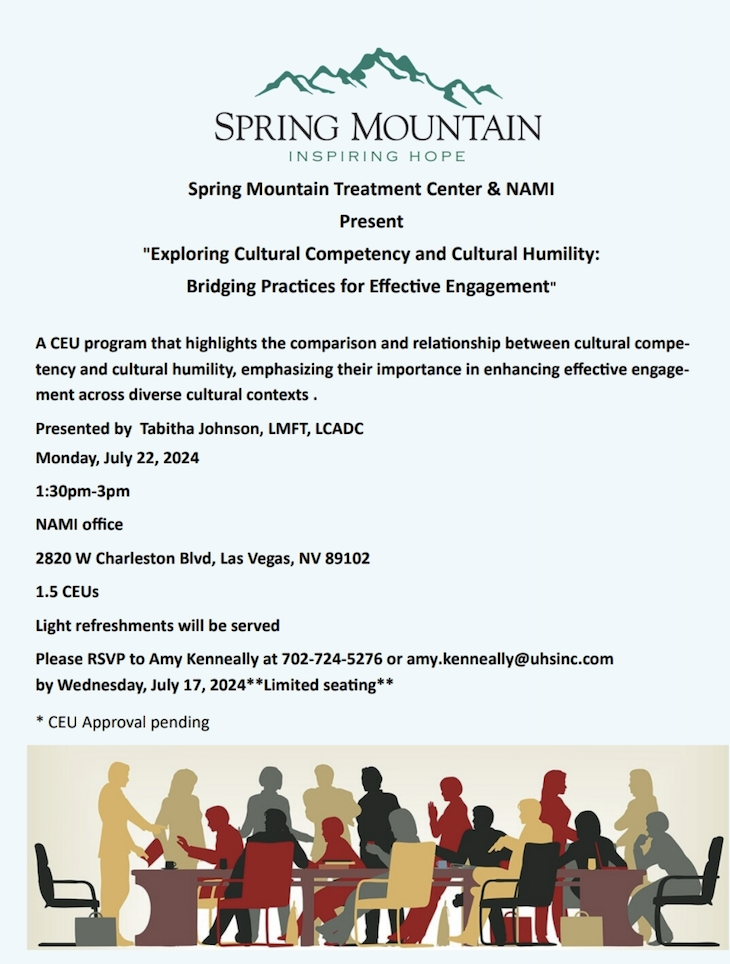 SPRING MOUNTAIN
INSPIRING HOPE
Spring Mountain Treatment Center & NAMI
Present
"Exploring Cultural Competency and Cultural Humility:
Bridging Practices for Effective Engagement"
A CEU program that highlights the comparison and relationship between cultural compe-
tency and cultural humility, emphasizing their importance in enhancing effective engage-
ment across diverse cultural contexts .
Presented by  Tabitha Johnson, LMFT, LCADC
Monday, July 22, 2024
1:30pm-3pm
NAMI office
2820 W Charleston Blvd, Las Vegas, NV 89102
1.5 CEUs
Light refreshments will be served
Please RSVP to Amy Kenneally at 702-724-5276 or amy.kenneally@uhsinc.com
by Wednesday, July 17, 2024**Limited seating**
* CEU Approval pending